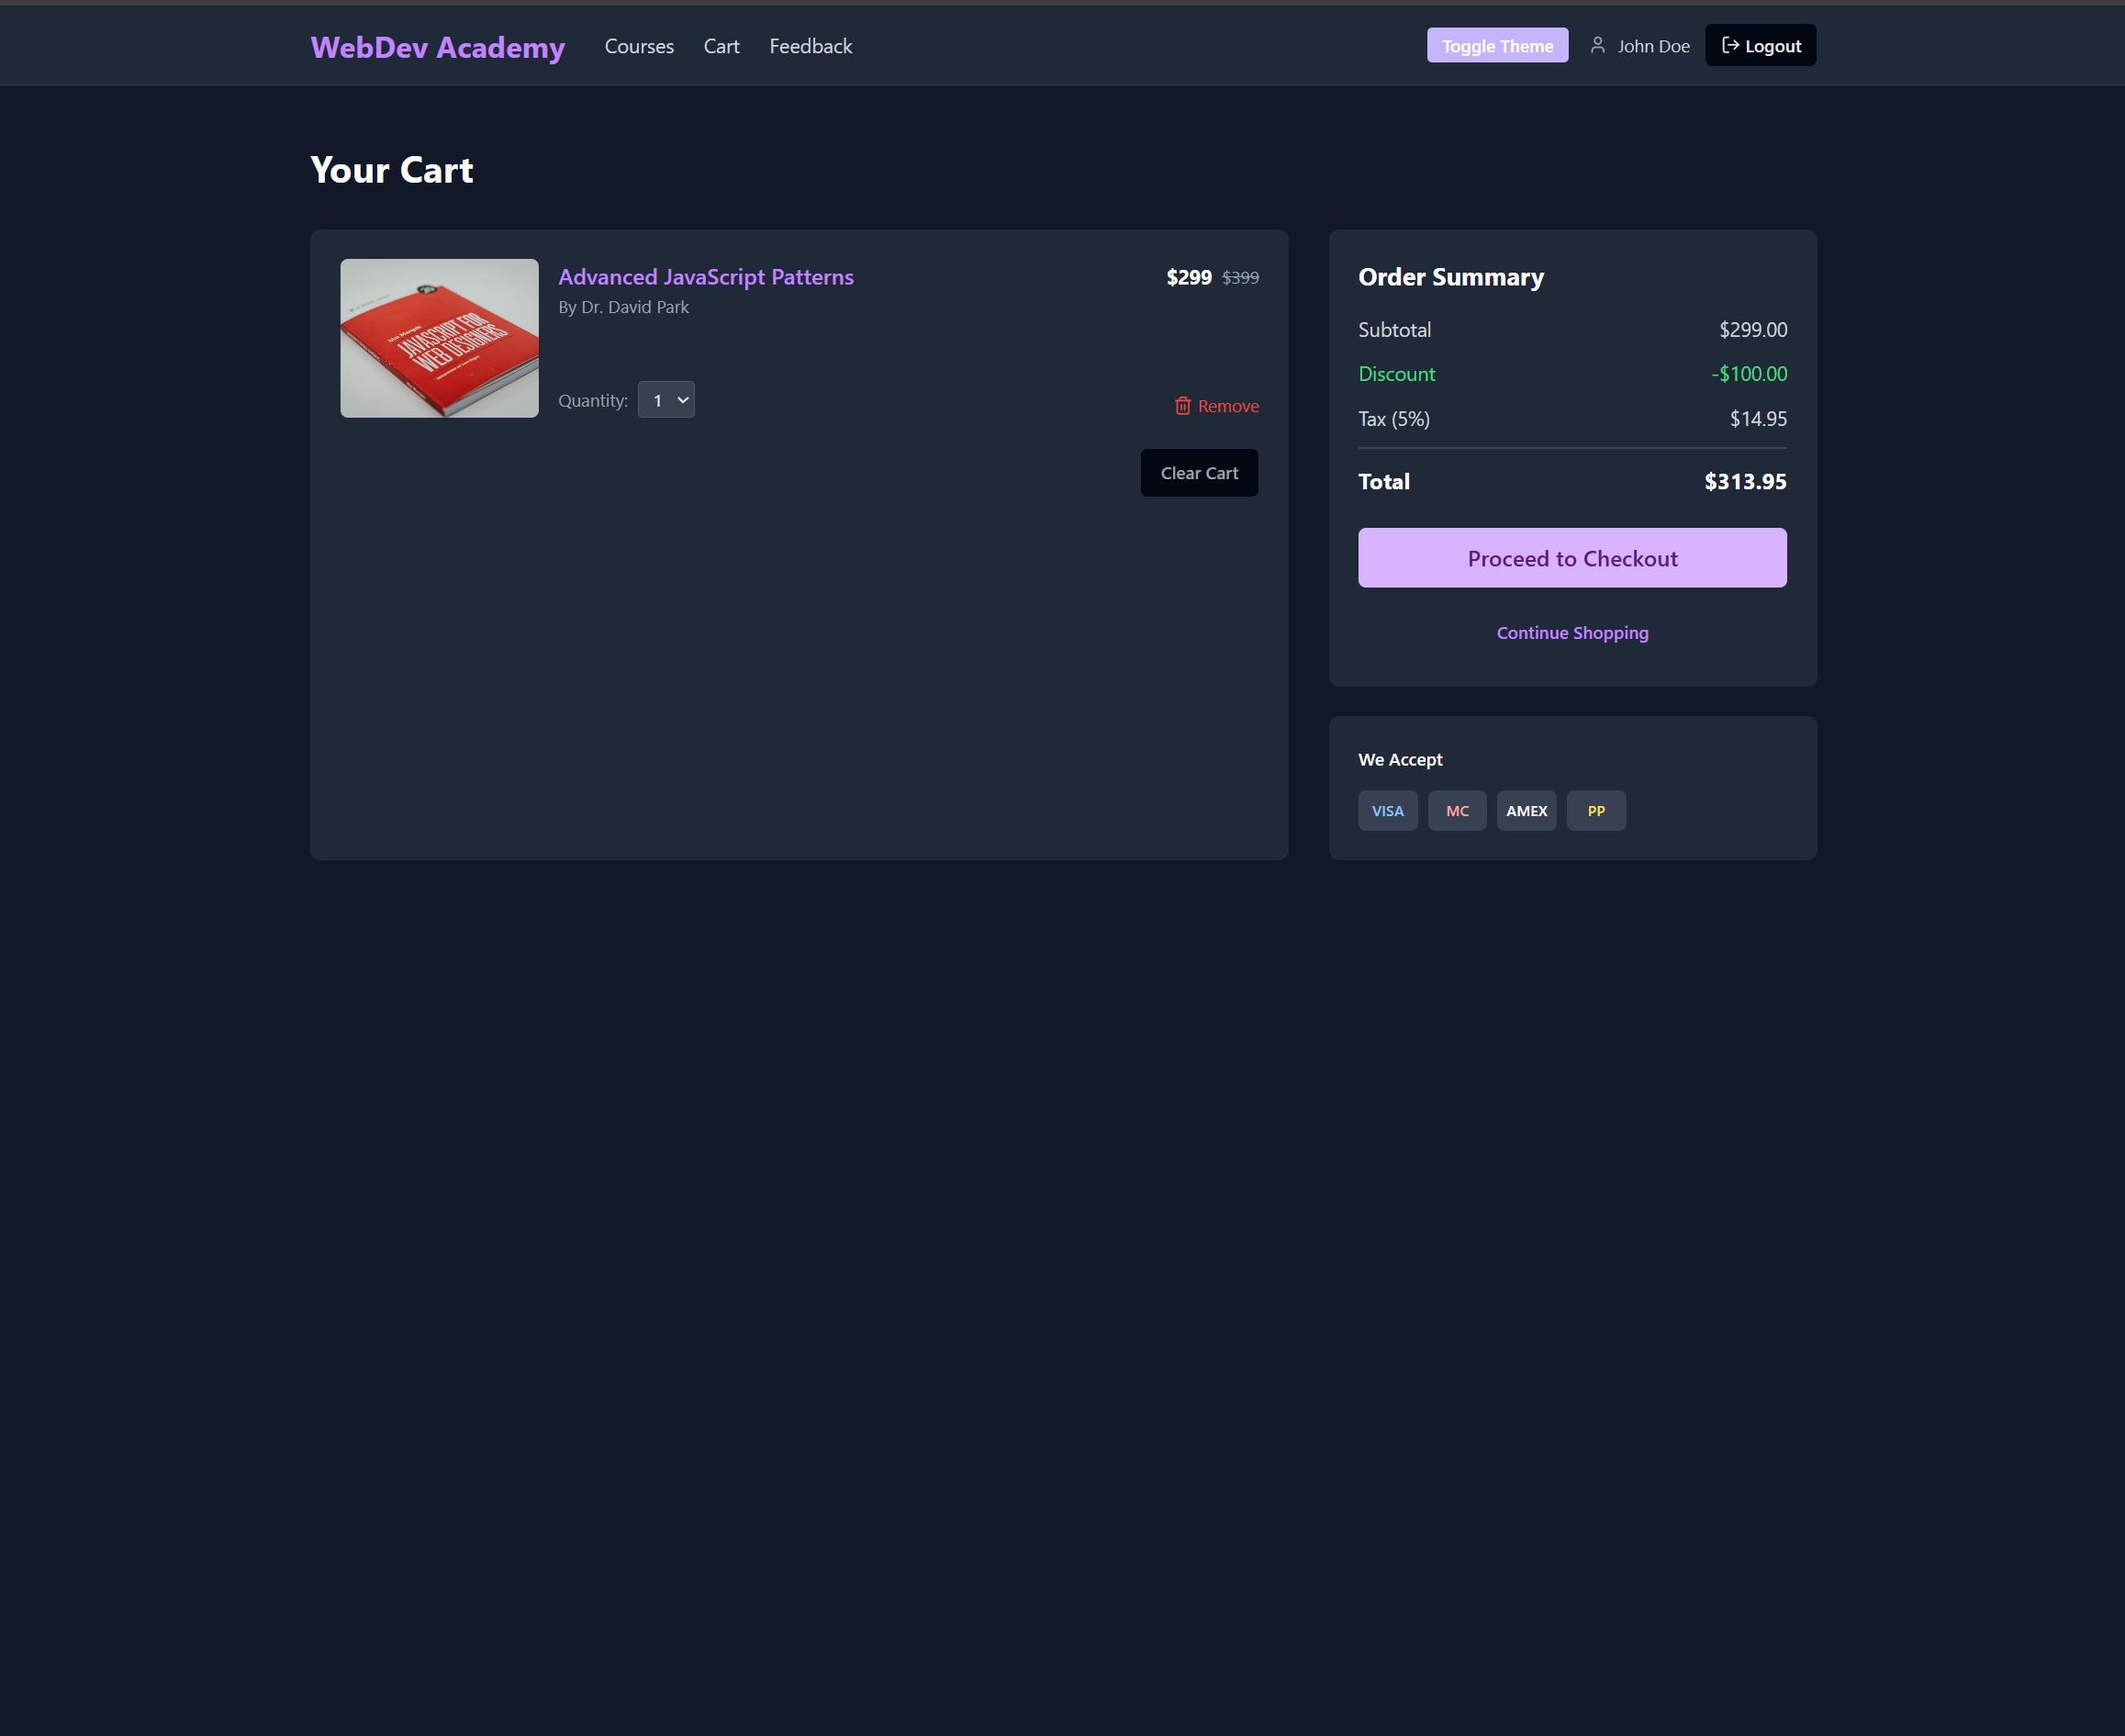 WebDev Academy Courses Cart Feedback Toggle Theme John Doe Logout
Your Cart
JAVASCRIPT FOR
WEB DESIGNERS
Advanced JavaScript Patterns $299 $399
By Dr. David Park
Quantity: 1 Remove
Clear Cart
Order Summary
Subtotal $299.00
Discount -$100.00
Tax (5%) $14.95
Total $313.95
Proceed to Checkout
Continue Shopping
We Accept
VISA MC AMEX PP